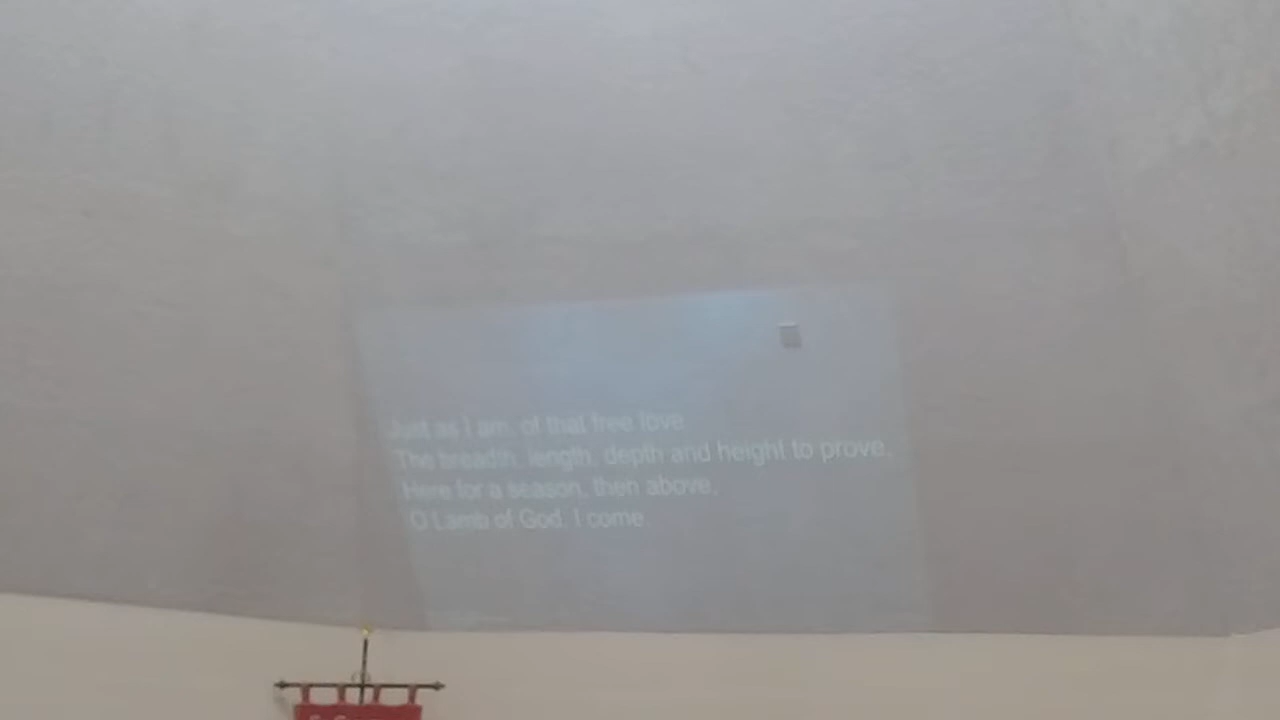 Just as I am, of that free love
The breadth, length, depth and height to prove,
Here for a season, then above,
O Lamb of God, I come.